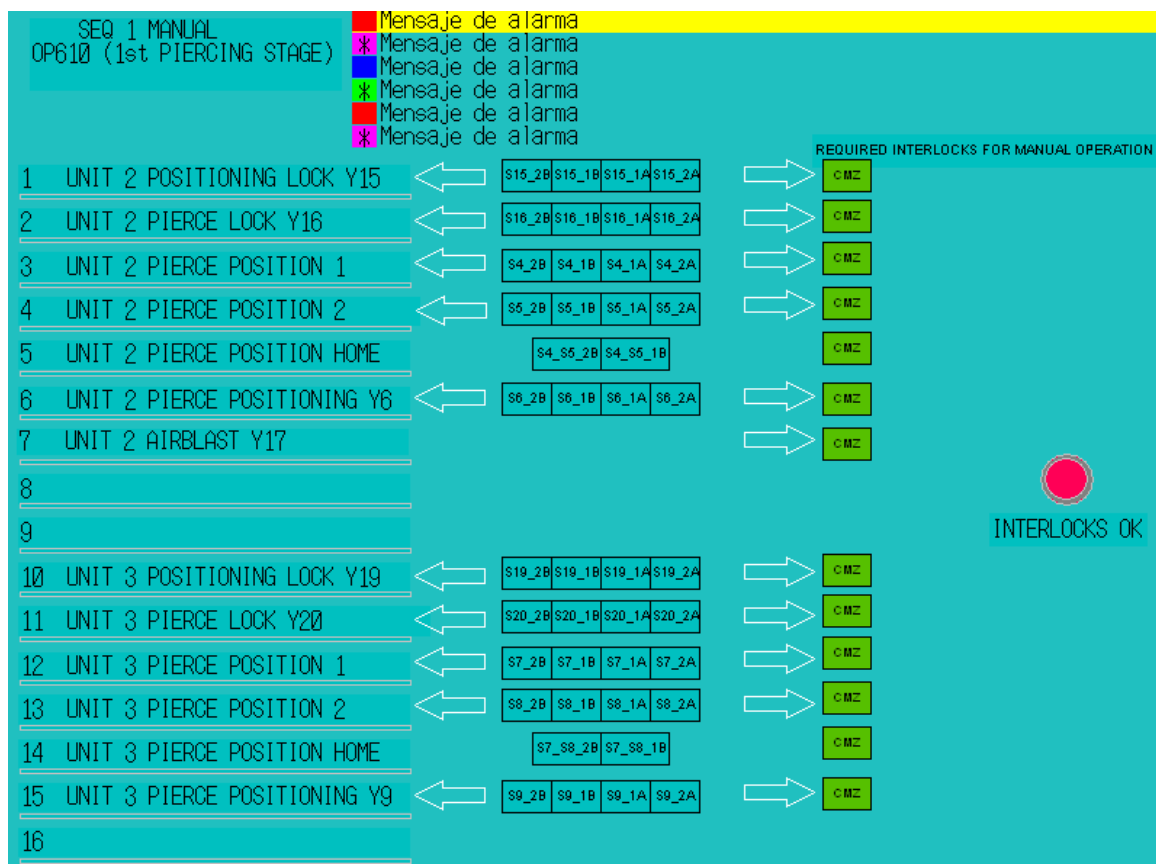 SEQ 1 MANUAL
OP610 (1st PIERCING STAGE)
Mensaje de alarma
Mensaje de alarma
Mensaje de alarma
Mensaje de alarma
Mensaje de alarma
Mensaje de alarma
REQUIRED INTERLOCKS FOR MANUAL OPERATION
1 UNIT 2 POSITIONING LOCK Y15 S15_2B S15_1B S15_1A S15_2A CMZ
2 UNIT 2 PIERCE LOCK Y16 S16_2B S16_1B S16_1A S16_2A CMZ
3 UNIT 2 PIERCE POSITION 1 S4_2B S4_1B S4_1A S4_2A CMZ
4 UNIT 2 PIERCE POSITION 2 S5_2B S5_1B S5_1A S5_2A CMZ
5 UNIT 2 PIERCE POSITION HOME S4_S5_2B S4_S5_1B CMZ
6 UNIT 2 PIERCE POSITIONING Y6 S6_2B S6_1B S6_1A S6_2A CMZ
7 UNIT 2 AIRBLAST Y17 CMZ
8
9
INTERLOCKS OK
10 UNIT 3 POSITIONING LOCK Y19 S19_2B S19_1B S19_1A S19_2A CMZ
11 UNIT 3 PIERCE LOCK Y20 S20_2B S20_1B S20_1A S20_2A CMZ
12 UNIT 3 PIERCE POSITION 1 S7_2B S7_1B S7_1A S7_2A CMZ
13 UNIT 3 PIERCE POSITION 2 S8_2B S8_1B S8_1A S8_2A CMZ
14 UNIT 3 PIERCE POSITION HOME S7_S8_2B S7_S8_1B CMZ
15 UNIT 3 PIERCE POSITIONING Y9 S9_2B S9_1B S9_1A S9_2A CMZ
16